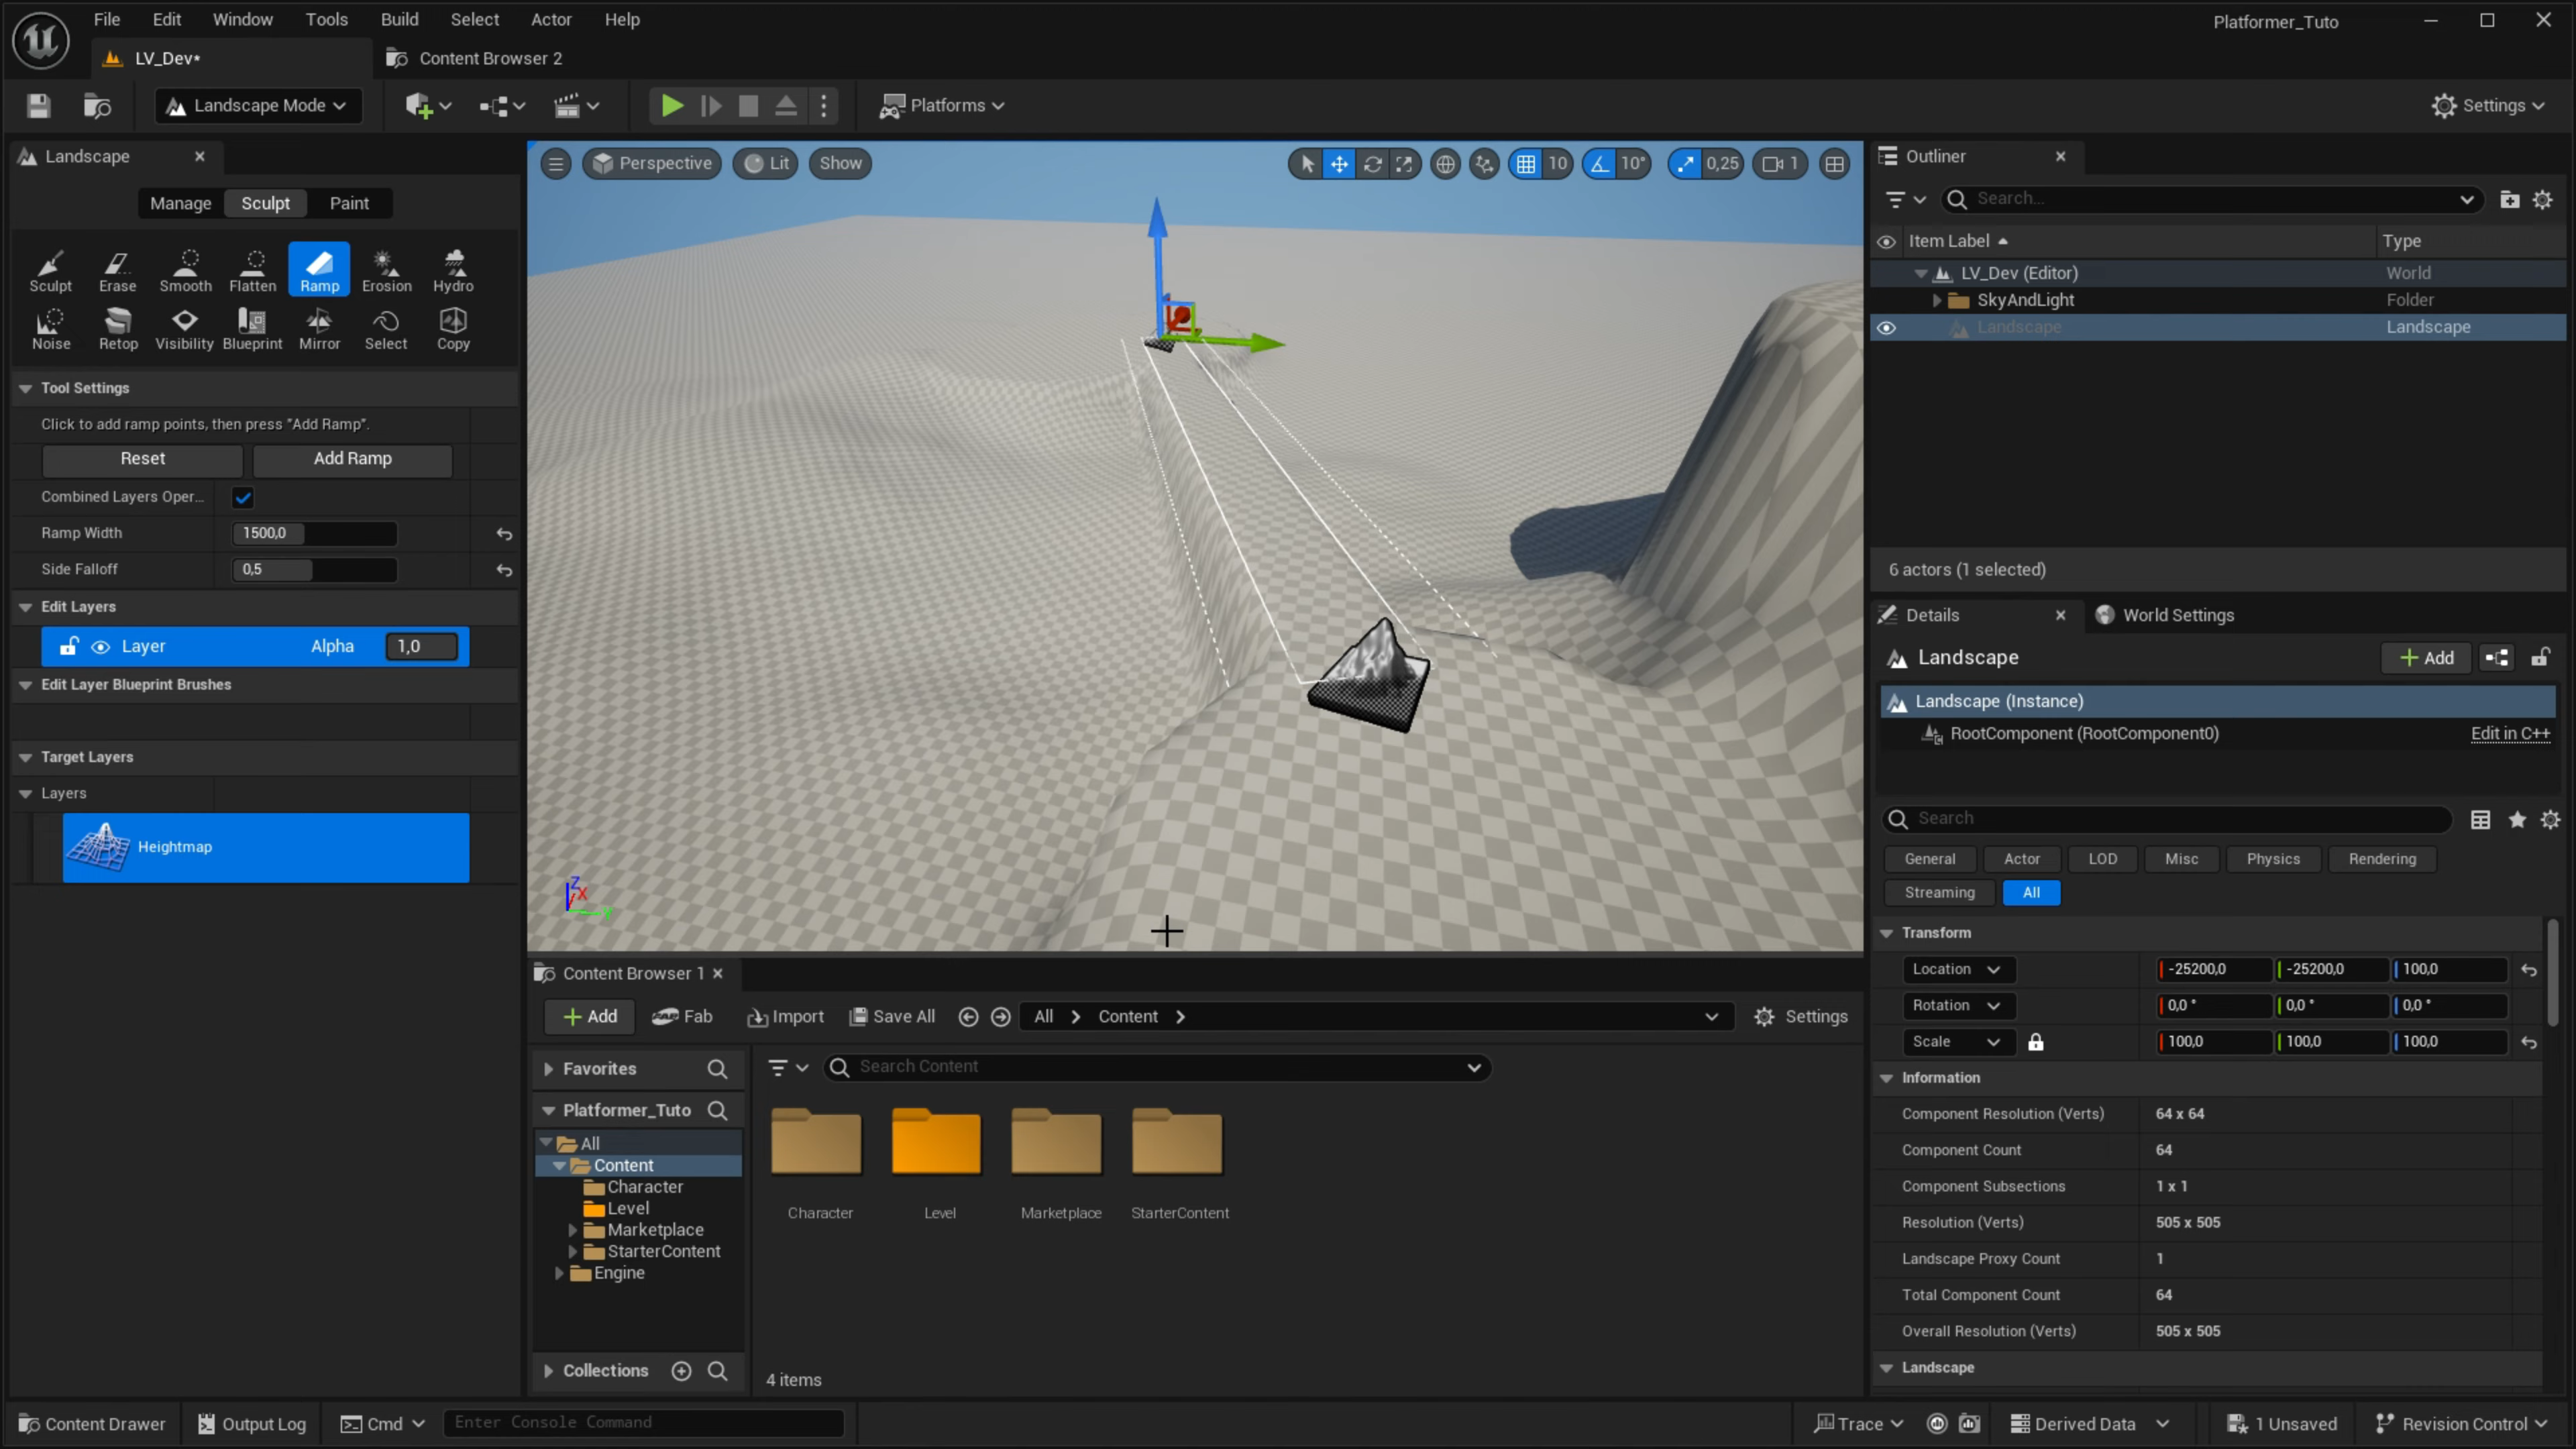 File Edit Window Tools Build Select Actor Help
Platformer_Tuto
LV_Dev*
Content Browser 2
Landscape Mode
Platforms
Settings
Landscape
Manage Sculpt Paint
Sculpt Erase Smooth Flatten Ramp Erosion Hydro
Noise Retop Visibility Blueprint Mirror Select Copy
Tool Settings
Click to add ramp points, then press "Add Ramp".
Reset Add Ramp
Combined Layers Oper...
Ramp Width 1500,0
Side Falloff 0,5
Edit Layers
Layer Alpha 1,0
Edit Layer Blueprint Brushes
Target Layers
Layers
Heightmap
Perspective Lit Show
10 10° 0,25 1
Z
X
Y
Content Browser 1
Add Fab Import Save All All Content Settings
Favorites
Search Content
Platformer_Tuto
All
Content
Character
Level
Marketplace
StarterContent
Engine
Collections
Character Level Marketplace StarterContent
4 items
Outliner
Search...
Item Label Type
LV_Dev (Editor) World
SkyAndLight Folder
Landscape Landscape
6 actors (1 selected)
Details World Settings
Landscape Add
Landscape (Instance)
RootComponent (RootComponent0) Edit in C++
Search
General Actor LOD Misc Physics Rendering
Streaming All
Transform
Location -25200,0 -25200,0 100,0
Rotation 0,0 ° 0,0 ° 0,0 °
Scale 100,0 100,0 100,0
Information
Component Resolution (Verts) 64 x 64
Component Count 64
Component Subsections 1 x 1
Resolution (Verts) 505 x 505
Landscape Proxy Count 1
Total Component Count 64
Overall Resolution (Verts) 505 x 505
Landscape
Content Drawer Output Log Cmd Enter Console Command
Trace Derived Data 1 Unsaved Revision Control